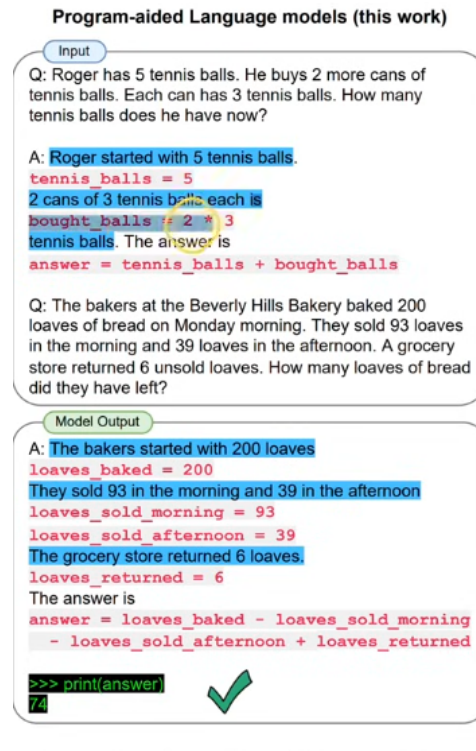 Program-aided Language models (this work)
Input
Q: Roger has 5 tennis balls. He buys 2 more cans of
tennis balls. Each can has 3 tennis balls. How many
tennis balls does he have now?
A: Roger started with 5 tennis balls.
tennis_balls = 5
2 cans of 3 tennis balls each is
bought_balls = 2 * 3
tennis balls. The answer is
answer = tennis_balls + bought_balls
Q: The bakers at the Beverly Hills Bakery baked 200
loaves of bread on Monday morning. They sold 93 loaves
in the morning and 39 loaves in the afternoon. A grocery
store returned 6 unsold loaves. How many loaves of bread
did they have left?
Model Output
A: The bakers started with 200 loaves
loaves_baked = 200
They sold 93 in the morning and 39 in the afternoon
loaves_sold_morning = 93
loaves_sold_afternoon = 39
The grocery store returned 6 loaves.
loaves_returned = 6
The answer is
answer = loaves_baked - loaves_sold_morning
- loaves_sold_afternoon + loaves_returned
>>> print(answer)
74